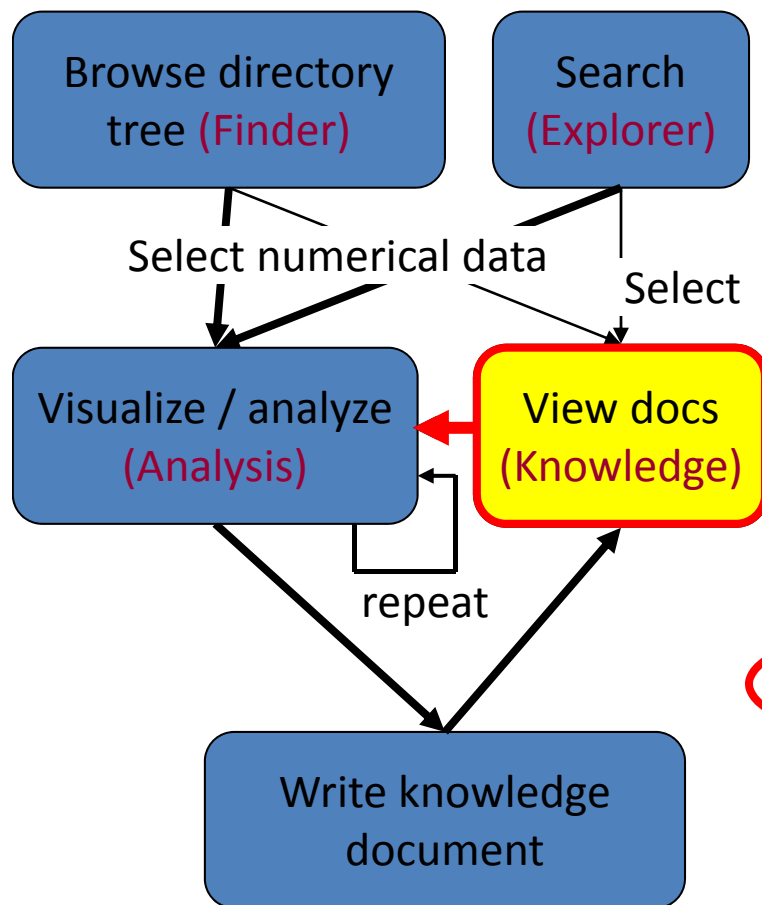 Browse directory
tree (Finder)
Search
(Explorer)
Select numerical data
Select
Visualize / analyze
(Analysis)
View docs
(Knowledge)
repeat
Write knowledge
document